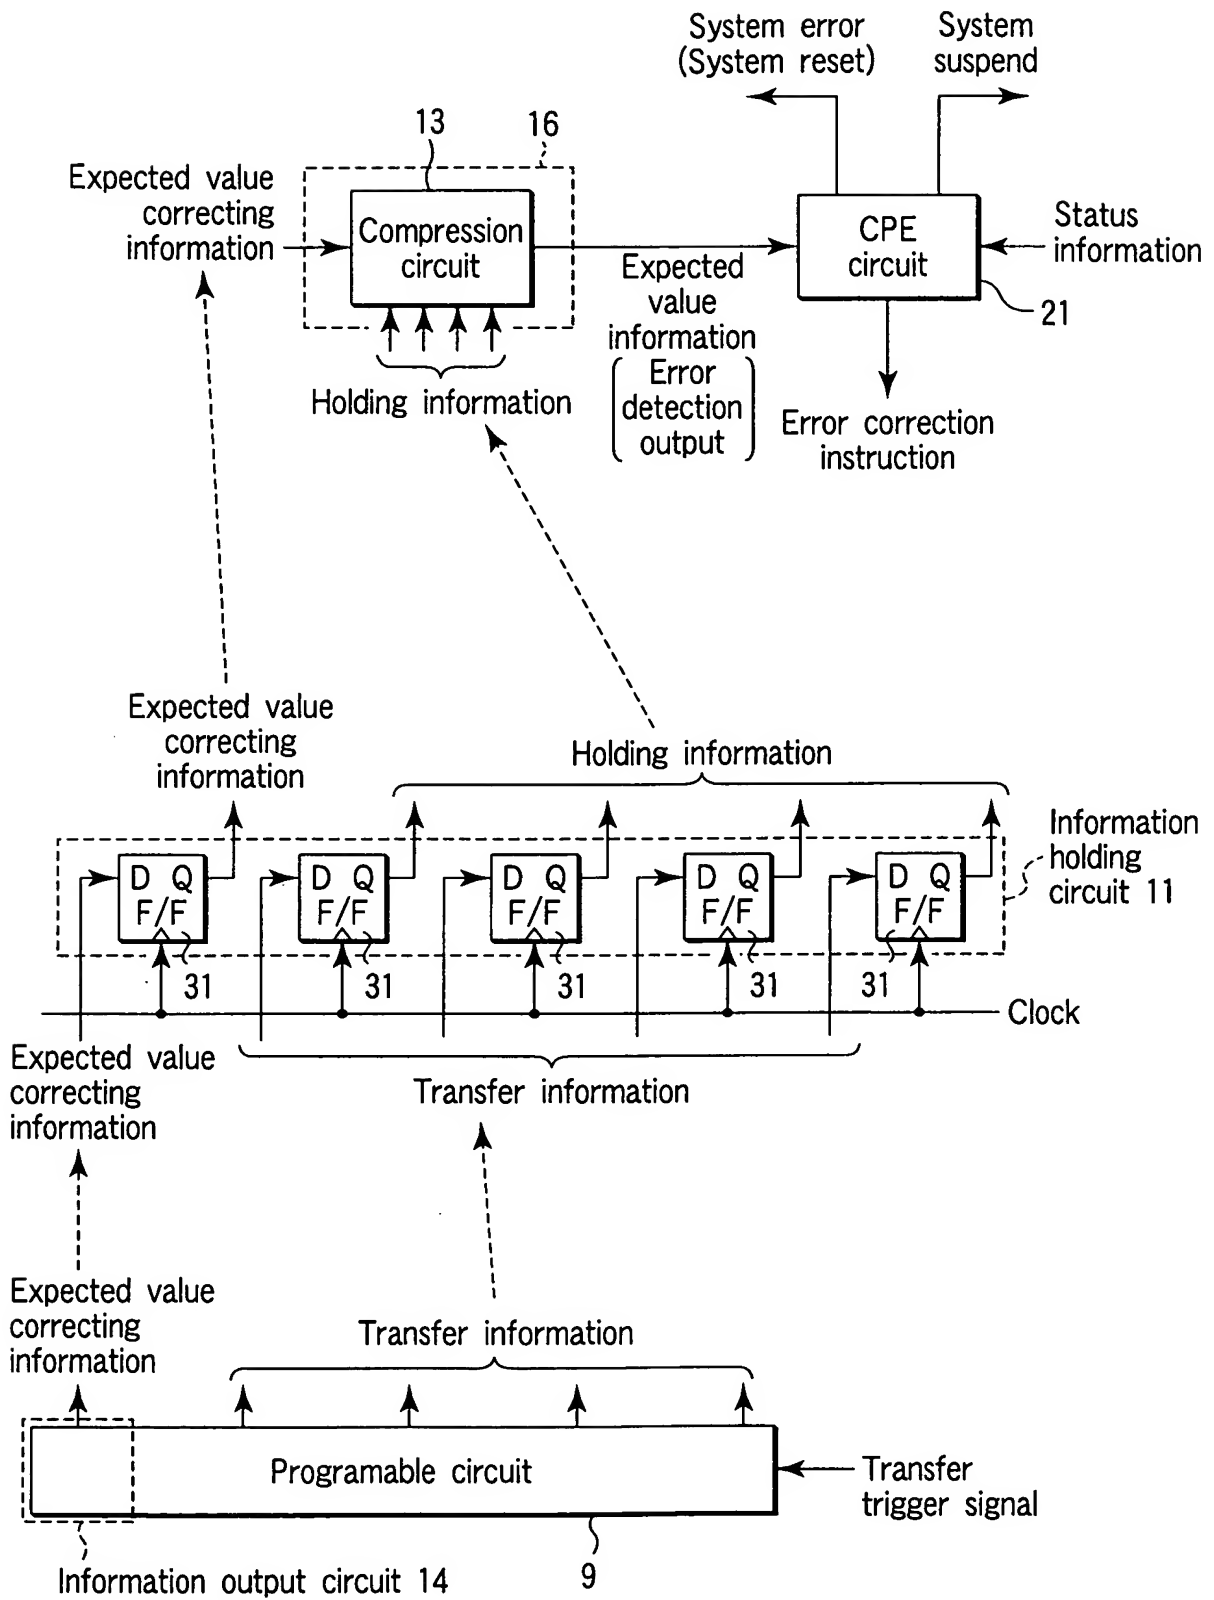 System error
(System reset)
System
suspend
13
16
Expected value
correcting
information
Compression
circuit
CPE
circuit
Status
information
21
Expected
value
information
Error
detection
output
Holding information
Error correction
instruction
Expected value
correcting
information
Holding information
Information
holding
circuit 11
D Q
F/F
D Q
F/F
D Q
F/F
D Q
F/F
D Q
F/F
31
31
31
31
31
Clock
Expected value
correcting
information
Transfer information
Expected value
correcting
information
Transfer information
Programable circuit
Transfer
trigger signal
Information output circuit 14
9